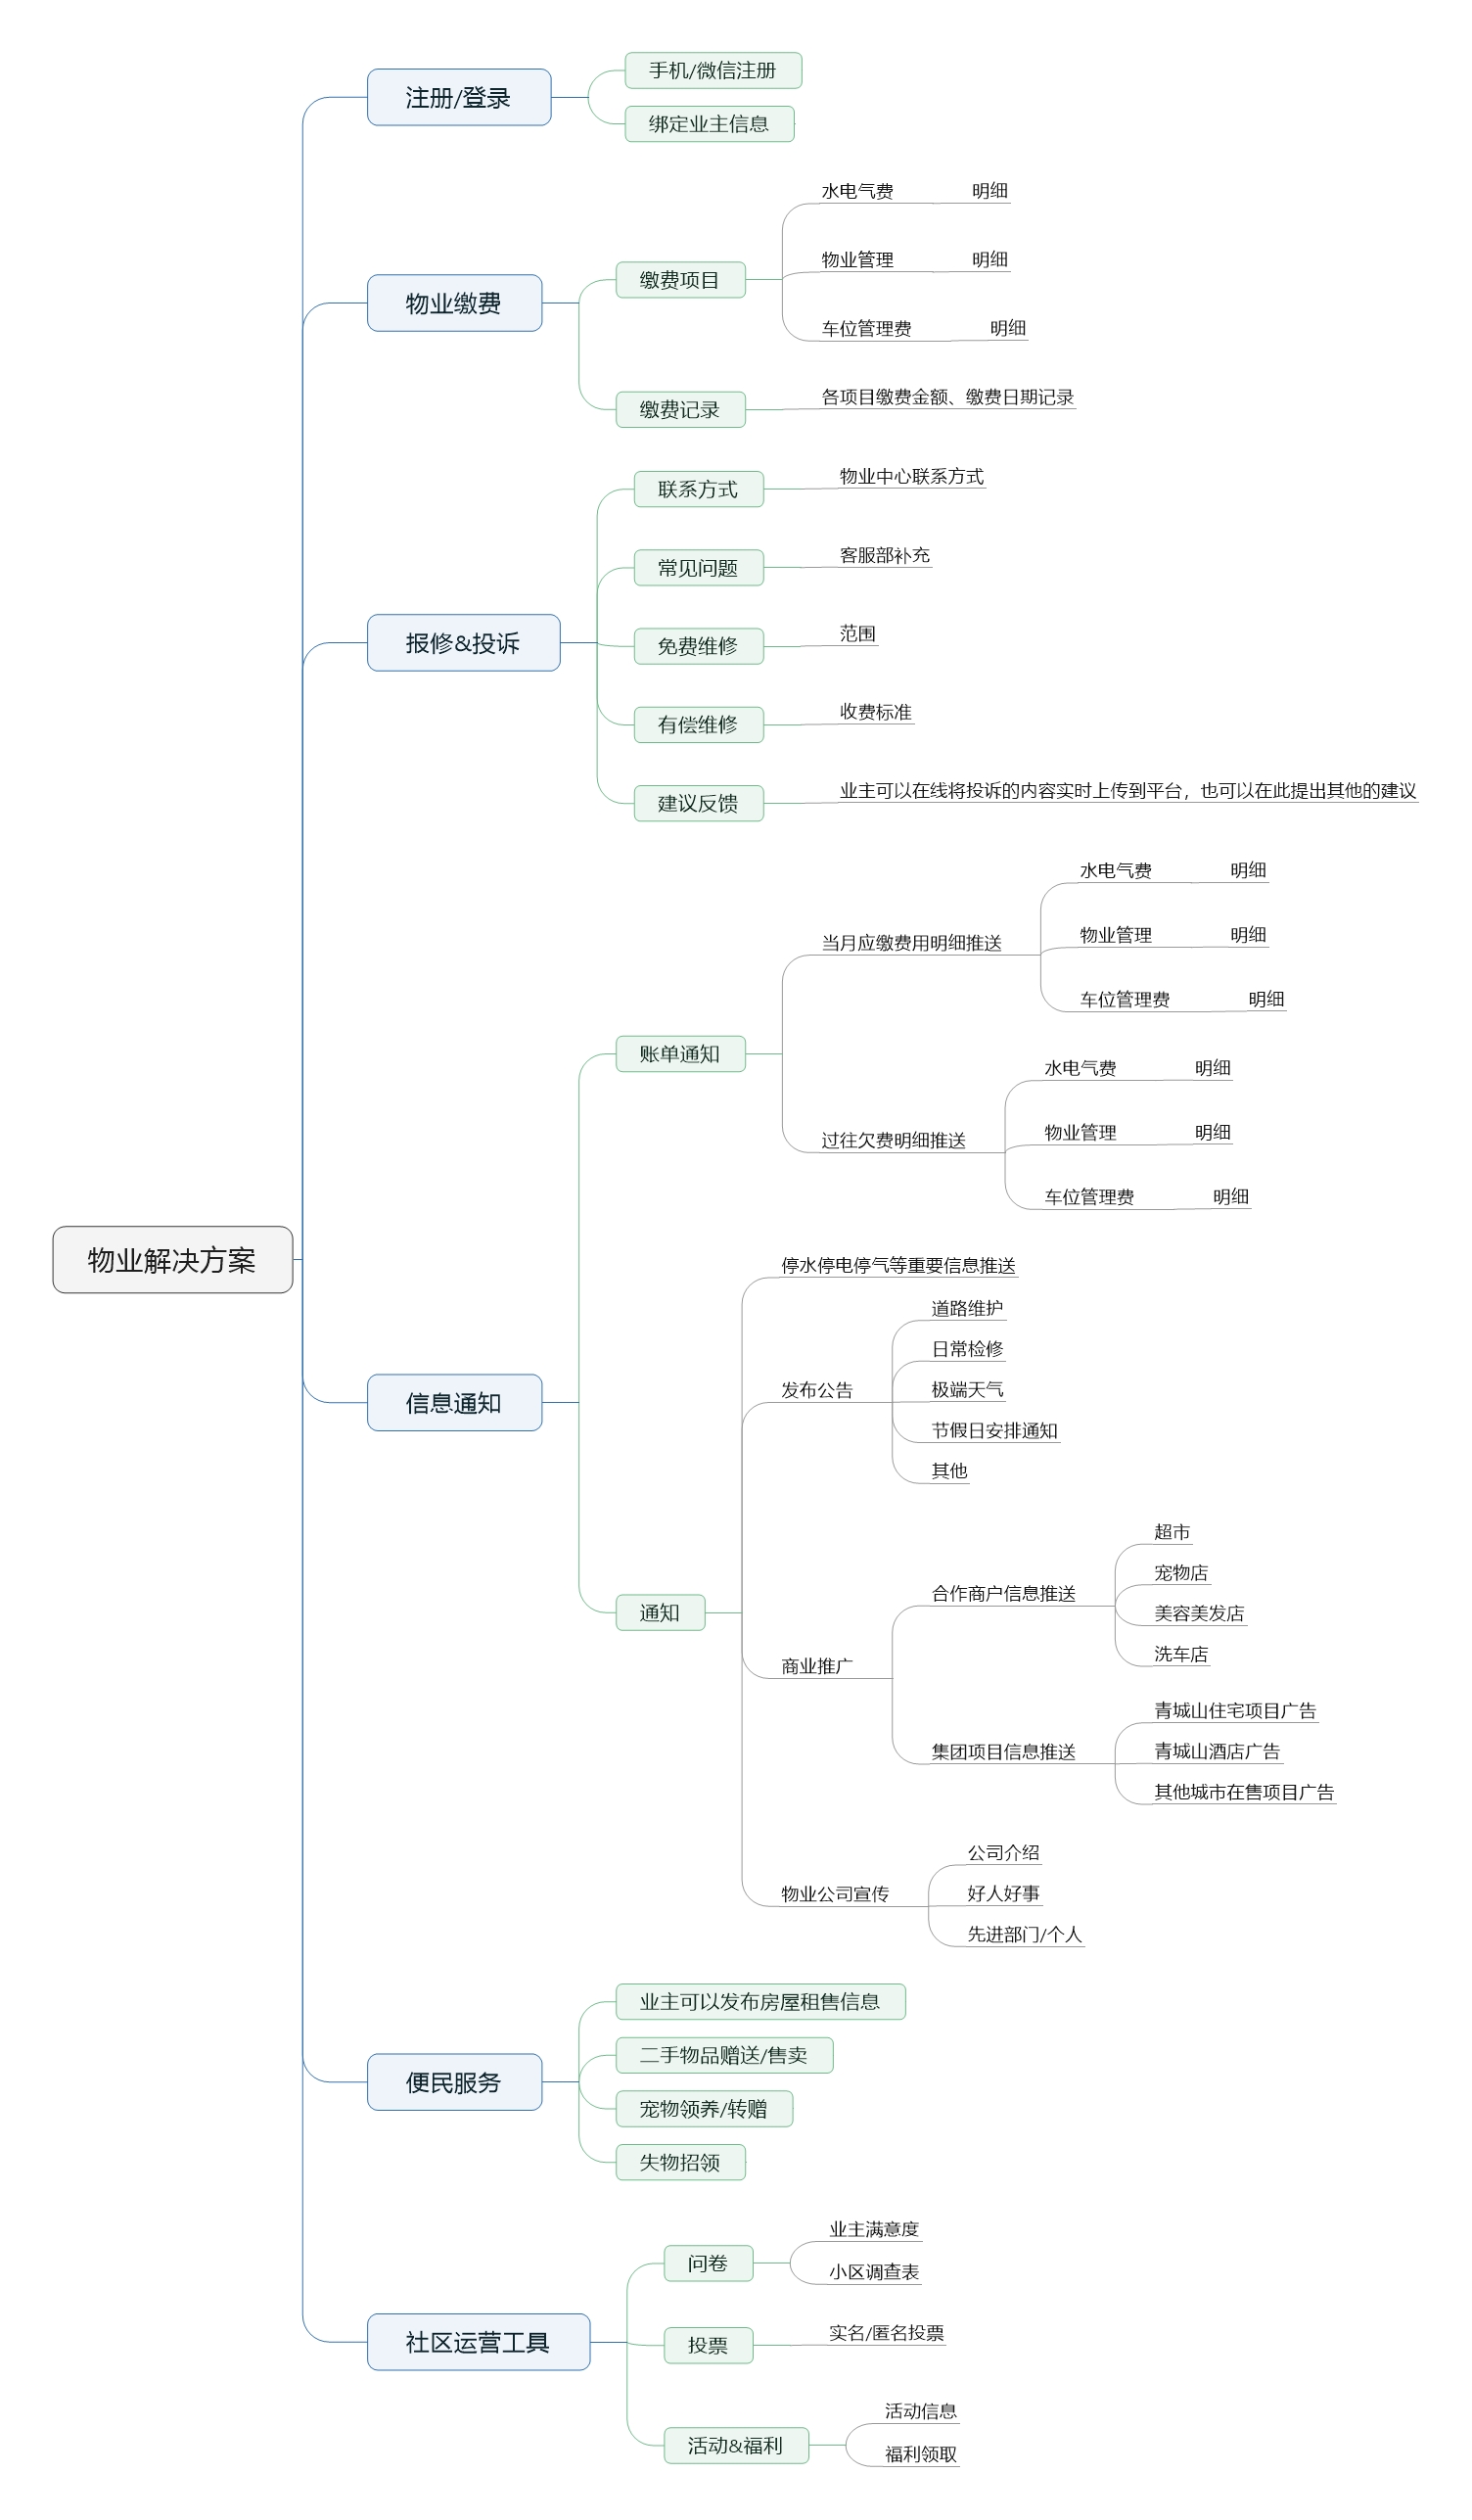 物业解决方案
注册/登录
手机/微信注册
绑定业主信息
物业缴费
缴费项目
水电气费
明细
物业管理
明细
车位管理费
明细
缴费记录
各项目缴费金额、缴费日期记录
报修&投诉
联系方式
物业中心联系方式
常见问题
客服部补充
免费维修
范围
有偿维修
收费标准
建议反馈
业主可以在线将投诉的内容实时上传到平台，也可以在此提出其他的建议
信息通知
账单通知
当月应缴费用明细推送
水电气费
明细
物业管理
明细
车位管理费
明细
过往欠费明细推送
水电气费
明细
物业管理
明细
车位管理费
明细
通知
停水停电停气等重要信息推送
发布公告
道路维护
日常检修
极端天气
节假日安排通知
其他
商业推广
合作商户信息推送
超市
宠物店
美容美发店
洗车店
集团项目信息推送
青城山住宅项目广告
青城山酒店广告
其他城市在售项目广告
物业公司宣传
公司介绍
好人好事
先进部门/个人
便民服务
业主可以发布房屋租售信息
二手物品赠送/售卖
宠物领养/转赠
失物招领
社区运营工具
问卷
业主满意度
小区调查表
投票
实名/匿名投票
活动&福利
活动信息
福利领取